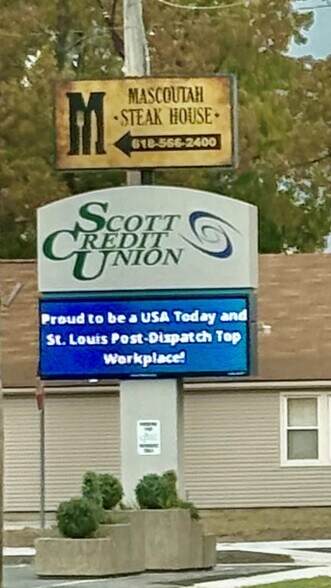 M
MASCOUTAH
• STEAK HOUSE •
618-566-2400
SCOTT
CREDIT
UNION
Proud to be a USA Today and
St. Louis Post-Dispatch Top
Workplace!